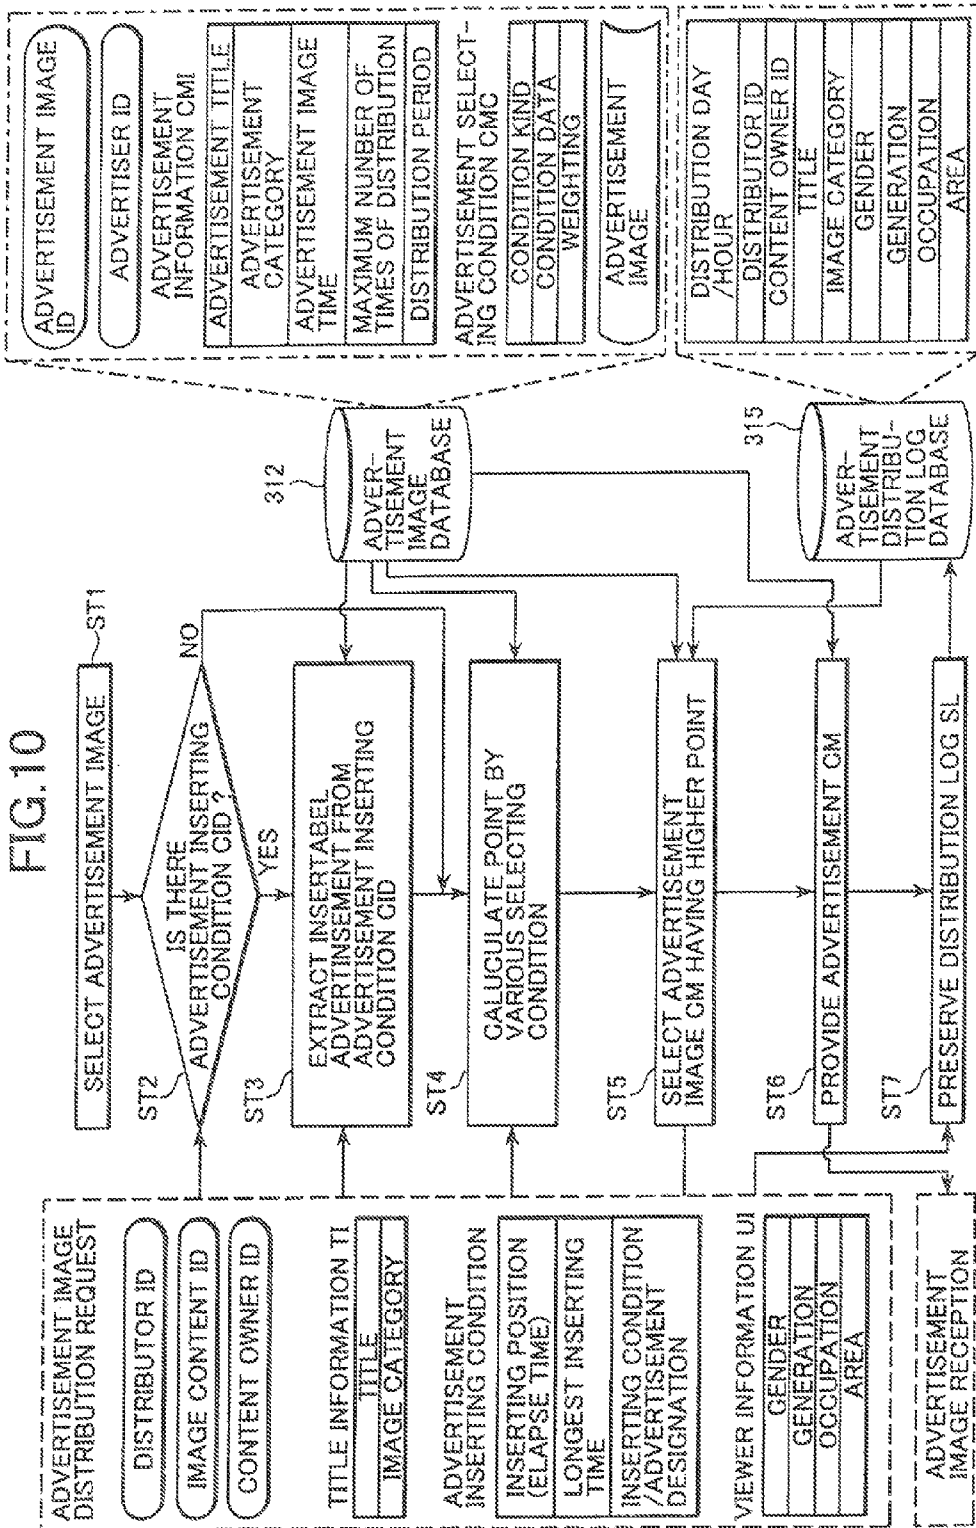 FIG.10
ADVERTISEMENT IMAGE
DISTRIBUTION REQUEST
DISTRIBUTOR ID
IMAGE CONTENT ID
CONTENT OWNER ID
TITLE INFORMATION TI
TITLE
IMAGE CATEGORY
ADVERTISEMENT
INSERTING CONDITION
INSERTING POSITION
(ELAPSE TIME)
LONGEST INSERTING
TIME
INSERTING CONDITION
/ADVERTISEMENT
DESIGNATION
VIEWER INFORMATION UI
GENDER
GENERATION
OCCUPATION
AREA
ADVERTISEMENT
IMAGE RECEPTION
SELECT ADVERTISEMENT IMAGE
ST1
ST2
IS THERE
ADVERTISEMENT INSERTING
CONDITION CID ?
NO
YES
ST3
EXTRACT INSERTABEL
ADVERTINSEMENT FROM
ADVERTISEMENT INSERTING
CONDITION CID
ST4
CALUCULATE POINT BY
VARIOUS SELECTING
CONDITION
ST5
SELECT ADVERTISEMENT
IMAGE CM HAVING HIGHER POINT
ST6
PROVIDE ADVERTISEMENT CM
ST7
PRESERVE DISTRIBUTION LOG SL
312
ADVER-
TISEMENT
IMAGE
DATABASE
315
ADVER-
TISEMENT
DISTRIBU-
TION LOG
DATABASE
ADVERTISEMENT IMAGE
ID
ADVERTISER ID
ADVERTISEMENT
INFORMATION CMI
ADVERTISEMENT TITLE
ADVERTISEMENT
CATEGORY
ADVERTISEMENT IMAGE
TIME
MAXIMUM NUNBER OF
TIMES OF DISTRIBUTION
DISTRIBUTION PERIOD
ADVERTISEMENT SELECT-
ING CONDITION CMC
CONDITION KIND
CONDITION DATA
WEIGHTING
ADVERTISEMENT
IMAGE
DISTRIBUTION DAY
/HOUR
DISTRIBUTOR ID
CONTENT OWNER ID
TITLE
IMAGE CATEGORY
GENDER
GENERATION
OCCUPATION
AREA